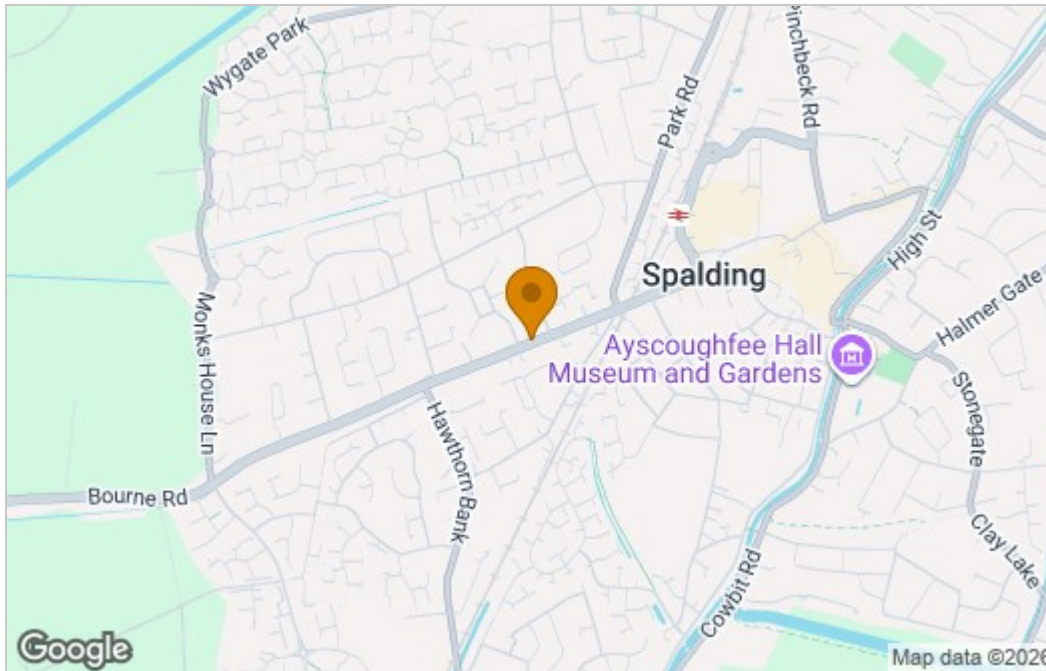 Wygate Park
Park Rd
Pinchbeck Rd
High St
Spalding
Halmer Gate
Ayscoughfee Hall
Museum and Gardens
Monks House Ln
Hawthorn Bank
Stonegate
Bourne Rd
Clay Lake
Cowbit Rd
Google
Map data ©2026